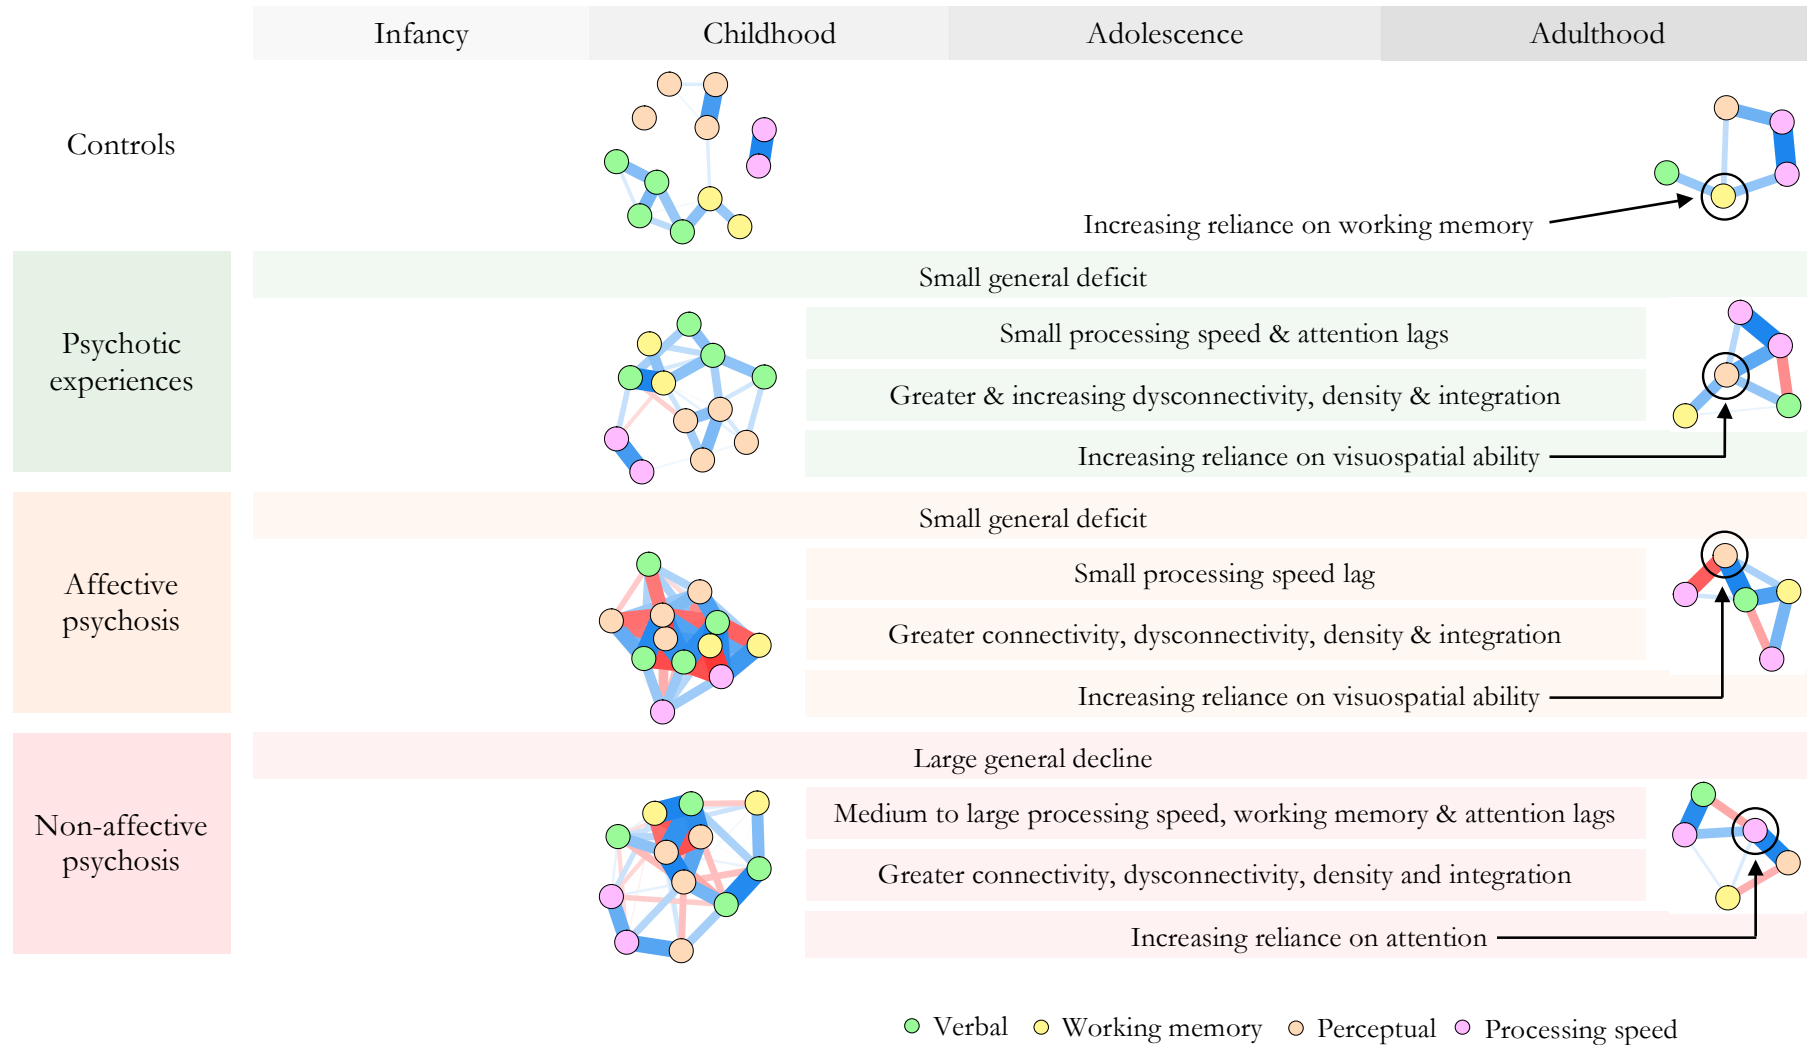 Infancy
Childhood
Adolescence
Adulthood
Controls
Increasing reliance on working memory
Psychotic
experiences
Small general deficit
Small processing speed & attention lags
Greater & increasing dysconnectivity, density & integration
Increasing reliance on visuospatial ability
Affective
psychosis
Small general deficit
Small processing speed lag
Greater connectivity, dysconnectivity, density & integration
Increasing reliance on visuospatial ability
Non-affective
psychosis
Large general decline
Medium to large processing speed, working memory & attention lags
Greater connectivity, dysconnectivity, density and integration
Increasing reliance on attention
Verbal
Working memory
Perceptual
Processing speed